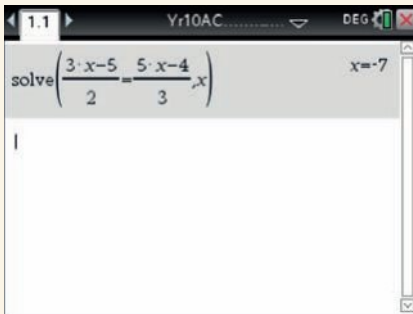 1.1 Yr10AC............ DEG
solve(3·x-5/2=5·x-4/3,x) x=-7